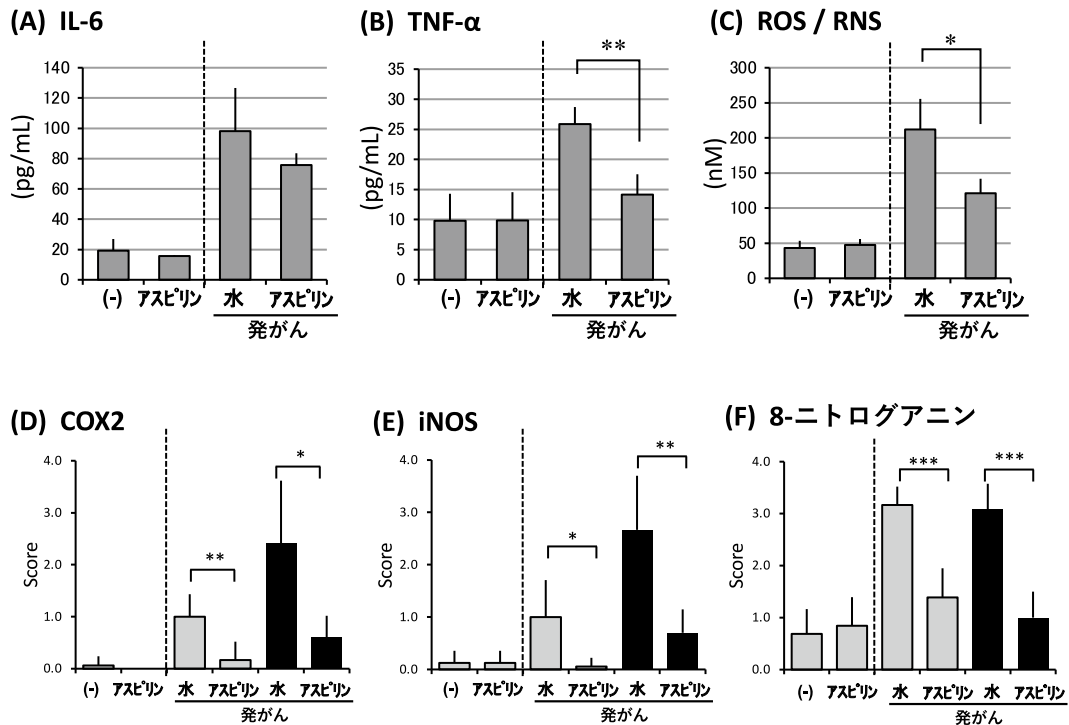 (A) IL-6
(pg/mL)
140
120
100
80
60
40
20
0
(-) アスピリン 水 アスピリン
発がん
(B) TNF-α
**
(pg/mL)
35
30
25
20
15
10
5
0
(-) アスピリン 水 アスピリン
発がん
(C) ROS / RNS
*
(nM)
300
250
200
150
100
50
0
(-) アスピリン 水 アスピリン
発がん
(D) COX2
Score
4.0
3.0
2.0
1.0
0.0
** *
(-) アスピリン 水 アスピリン 水 アスピリン
発がん
(E) iNOS
Score
4.0
3.0
2.0
1.0
0.0
* **
(-) アスピリン 水 アスピリン 水 アスピリン
発がん
(F) 8-ニトログアニン
Score
4.0
3.0
2.0
1.0
0.0
*** ***
(-) アスピリン 水 アスピリン 水 アスピリン
発がん